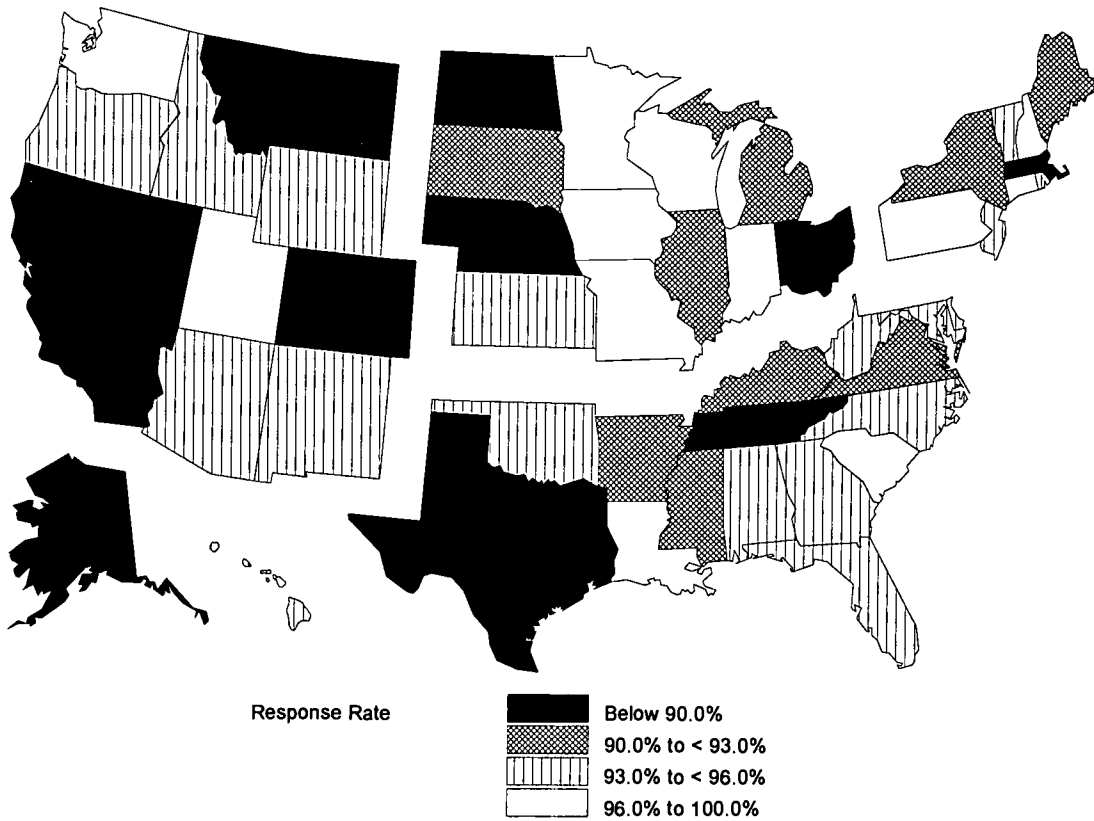 Response Rate
Below 90.0%
90.0% to < 93.0%
93.0% to < 96.0%
96.0% to 100.0%